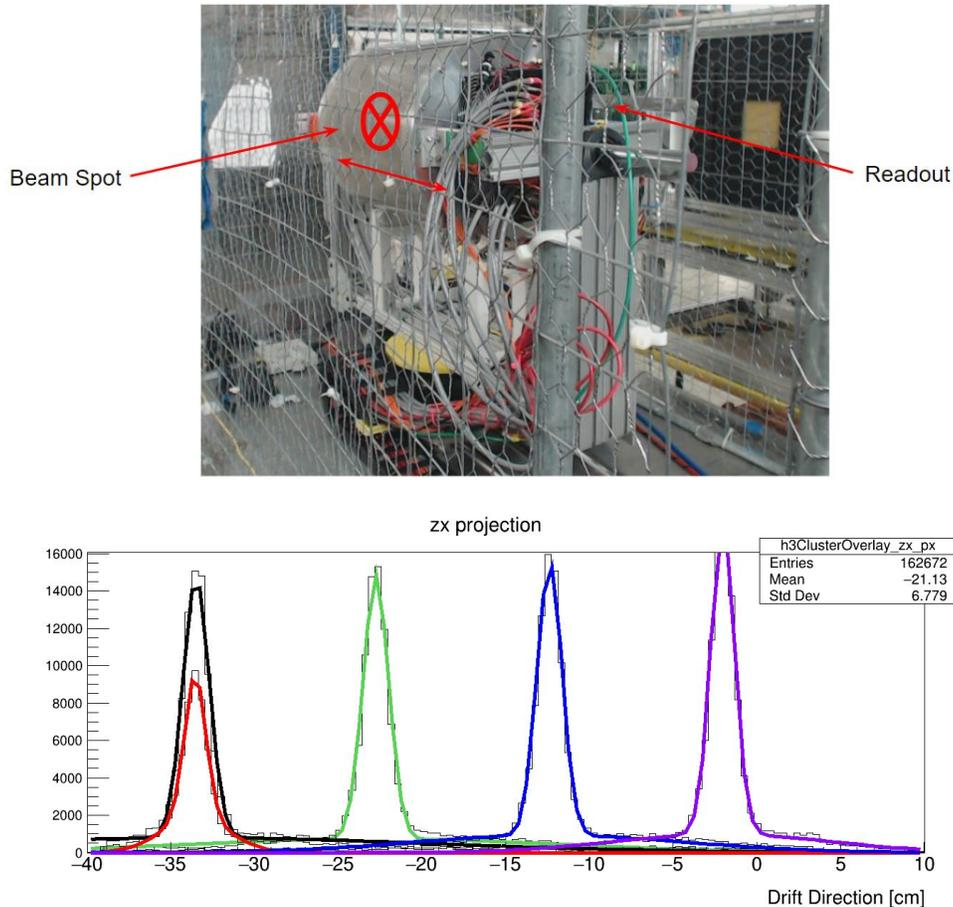 Beam Spot
Readout
zx projection
h3ClusterOverlay_zx_px
Entries 162672
Mean −21.13
Std Dev 6.779
16000
14000
12000
10000
8000
6000
4000
2000
0
−40 −35 −30 −25 −20 −15 −10 −5 0 5 10
Drift Direction [cm]